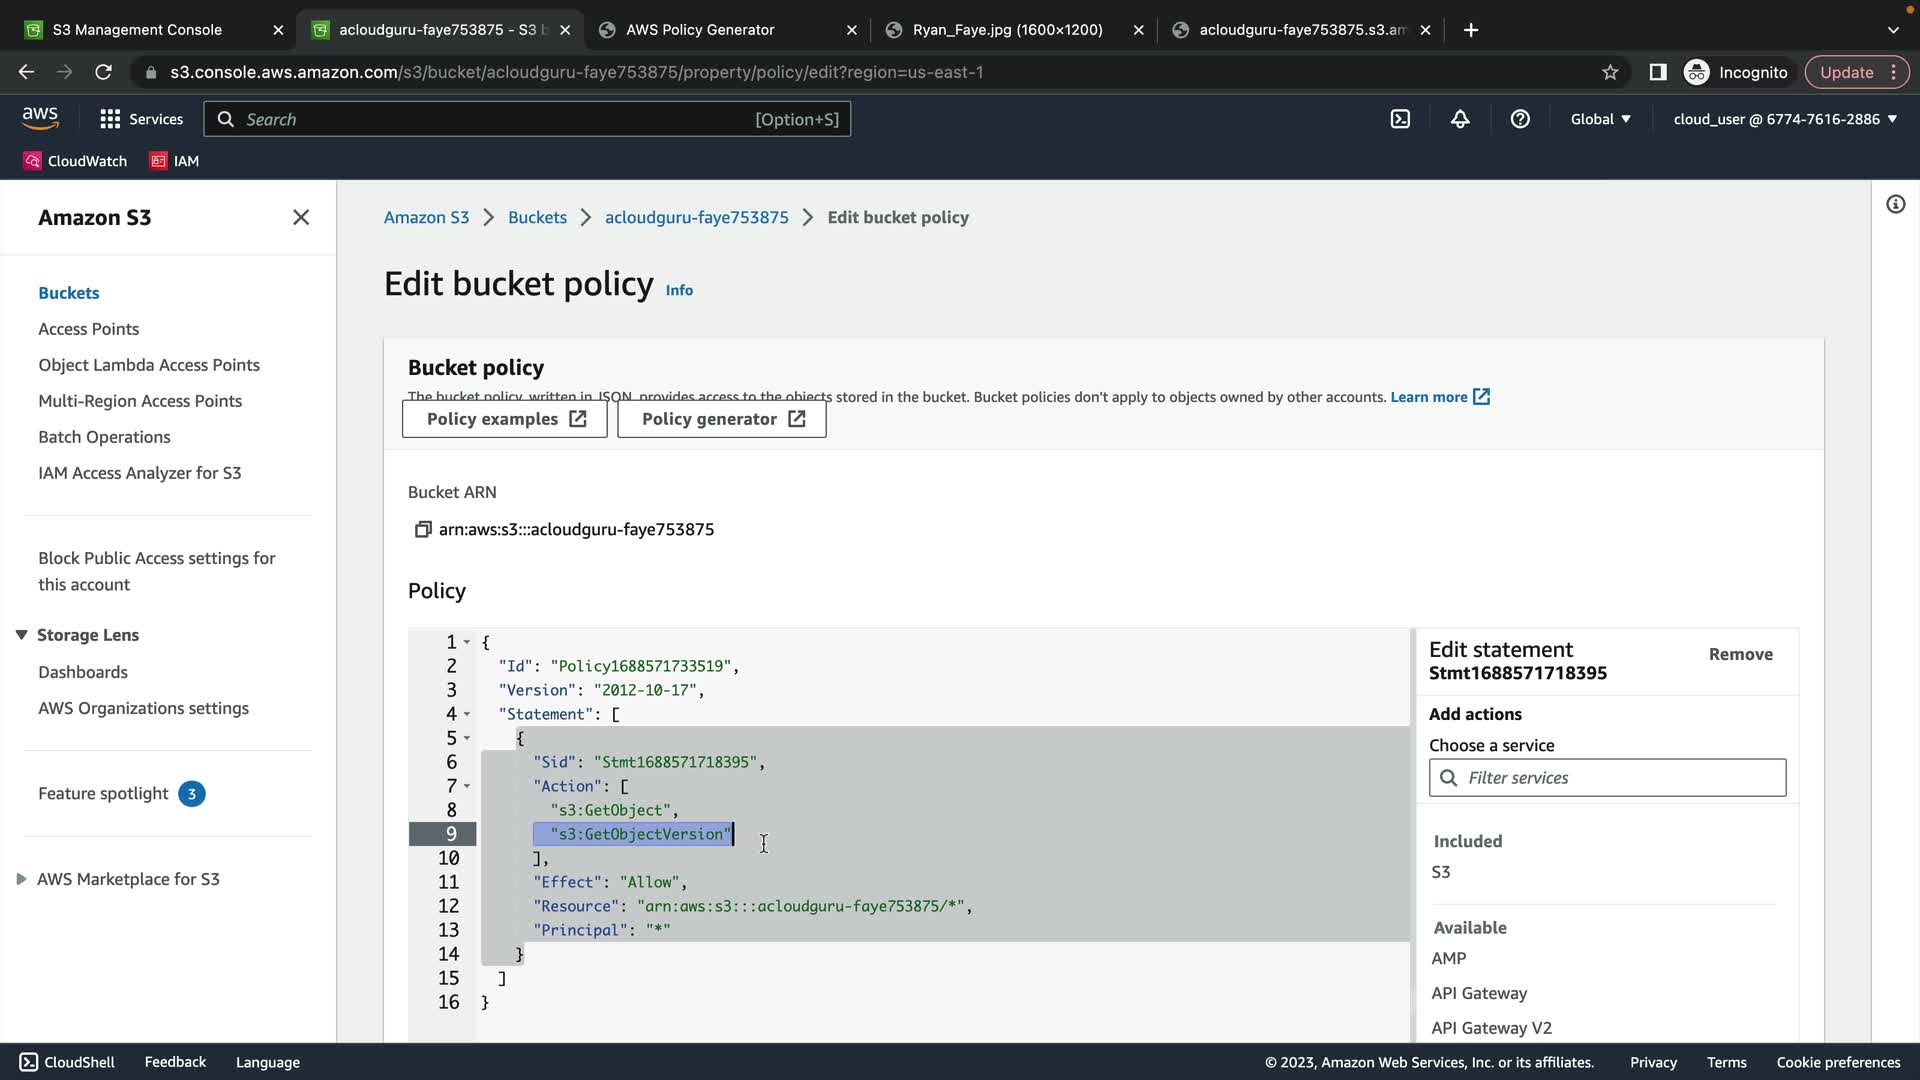 S3 Management Console
acloudguru-faye753875 - S3 b
AWS Policy Generator
Ryan_Faye.jpg (1600×1200)
acloudguru-faye753875.s3.am
s3.console.aws.amazon.com/s3/bucket/acloudguru-faye753875/property/policy/edit?region=us-east-1
Incognito
Update
aws
Services
Search
[Option+S]
Global
cloud_user @ 6774-7616-2886
CloudWatch
IAM
Amazon S3
Buckets
Access Points
Object Lambda Access Points
Multi-Region Access Points
Batch Operations
IAM Access Analyzer for S3
Block Public Access settings for
this account
Storage Lens
Dashboards
AWS Organizations settings
Feature spotlight 3
AWS Marketplace for S3
Amazon S3 > Buckets > acloudguru-faye753875 > Edit bucket policy
Edit bucket policy Info
Bucket policy
The bucket policy, written in JSON, provides access to the objects stored in the bucket. Bucket policies don't apply to objects owned by other accounts. Learn more
Policy examples
Policy generator
Bucket ARN
arn:aws:s3:::acloudguru-faye753875
Policy
1 {
2 "Id": "Policy1688571733519",
3 "Version": "2012-10-17",
4 "Statement": [
5 {
6 "Sid": "Stmt1688571718395",
7 "Action": [
8 "s3:GetObject",
9 "s3:GetObjectVersion"
10 ],
11 "Effect": "Allow",
12 "Resource": "arn:aws:s3:::acloudguru-faye753875/*",
13 "Principal": "*"
14 }
15 ]
16 }
Edit statement
Remove
Stmt1688571718395
Add actions
Choose a service
Filter services
Included
S3
Available
AMP
API Gateway
API Gateway V2
CloudShell
Feedback
Language
© 2023, Amazon Web Services, Inc. or its affiliates.
Privacy
Terms
Cookie preferences